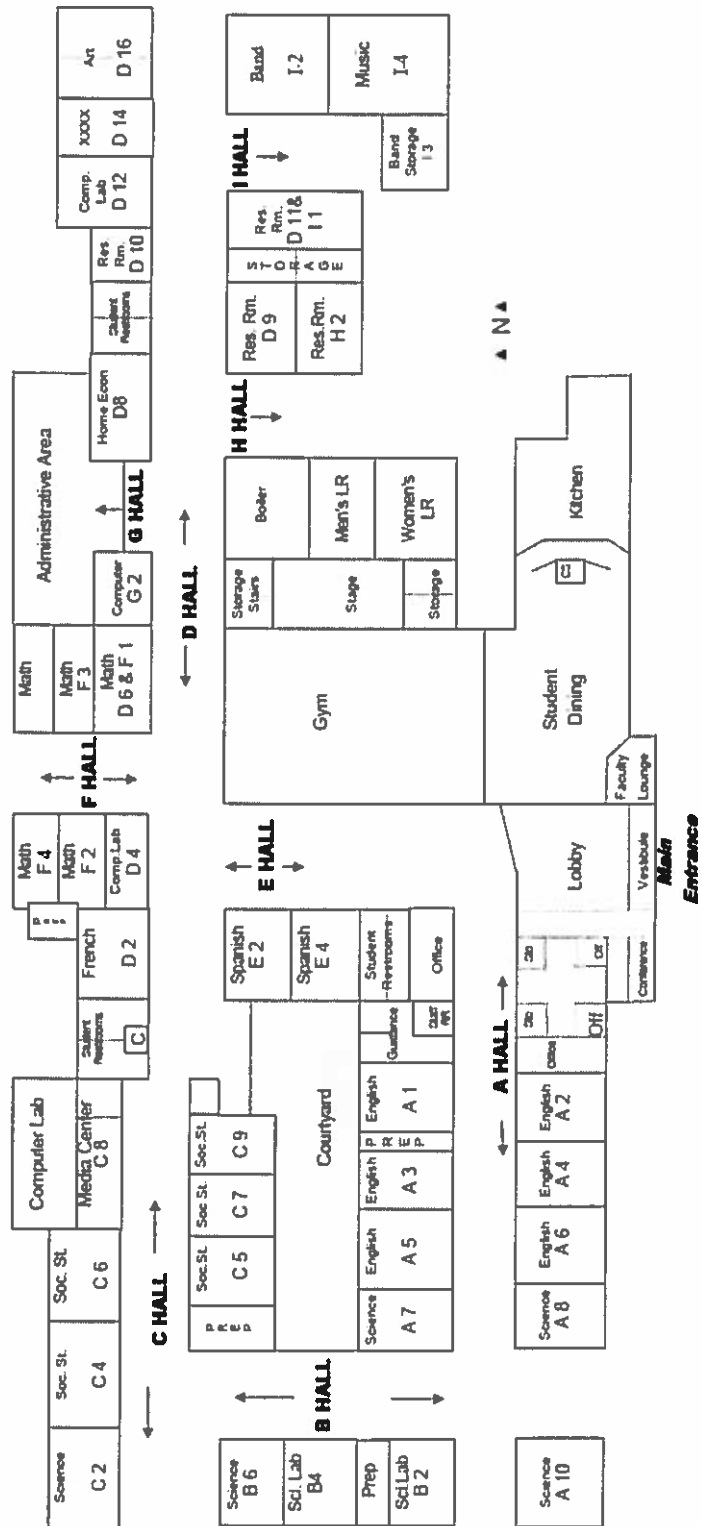 Science
C 2
Soc. St.
C 4
Soc. St.
C 6
Computer Lab
Media Center
C 8
Student
Restrooms
C
French
D 2
Math
F 4
Math
F 2
Comp. Lab
D 4
F HALL
Math
Math
F 3
Math
D 6 & F 1
Administrative Area
Computer
G 2
G HALL
Home Econ
D8
Student
Restrooms
Res.
Rm.
D 10
Comp.
Lab
D 12
XXXX
D 14
Art
D 16
C HALL
D HALL
PREP
Soc.St.
C 5
Soc St.
C 7
Soc.St.
C 9
Courtyard
Spanish
E 2
Spanish
E 4
Student
Restrooms
Office
Guidance
E HALL
Gym
Storage
Stairs
Stage
Storage
Boiler
Men's LR
Women's
LR
H HALL
Res. Rm.
D 9
Res.Rm.
H 2
STORAGE
Res.
Rm.
D 11&
I 1
I HALL
Band
I-2
Music
I-4
Band
Storage
I 3
Science
B 6
Sci. Lab
B4
Prep
Sci.Lab
B 2
B HALL
Science
A 7
English
A 5
English
A 3
PREP
English
A 1
A HALL
Science
A 10
Science
A 8
English
A 6
English
A 4
English
A 2
Office
Off
Conference
Lobby
Vestibule
Main
Entrance
Faculty
Lounge
Student
Dining
Kitchen
N